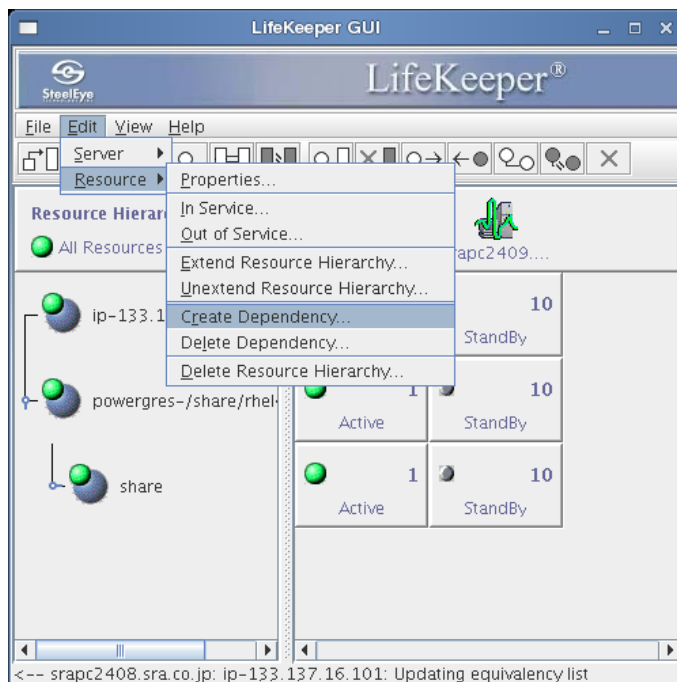 LifeKeeper GUI
SteelEye
LifeKeeper®
File Edit View Help
Server
Resource
Properties...
In Service...
Out of Service...
Extend Resource Hierarchy...
Unextend Resource Hierarchy...
Create Dependency...
Delete Dependency...
Delete Resource Hierarchy...
Resource Hierar
All Resources
rapc2409....
ip-133.1
10
StandBy
powergres-/share/rhel
1
Active
10
StandBy
share
1
Active
10
StandBy
<-- srapc2408.sra.co.jp: ip-133.137.16.101: Updating equivalency list